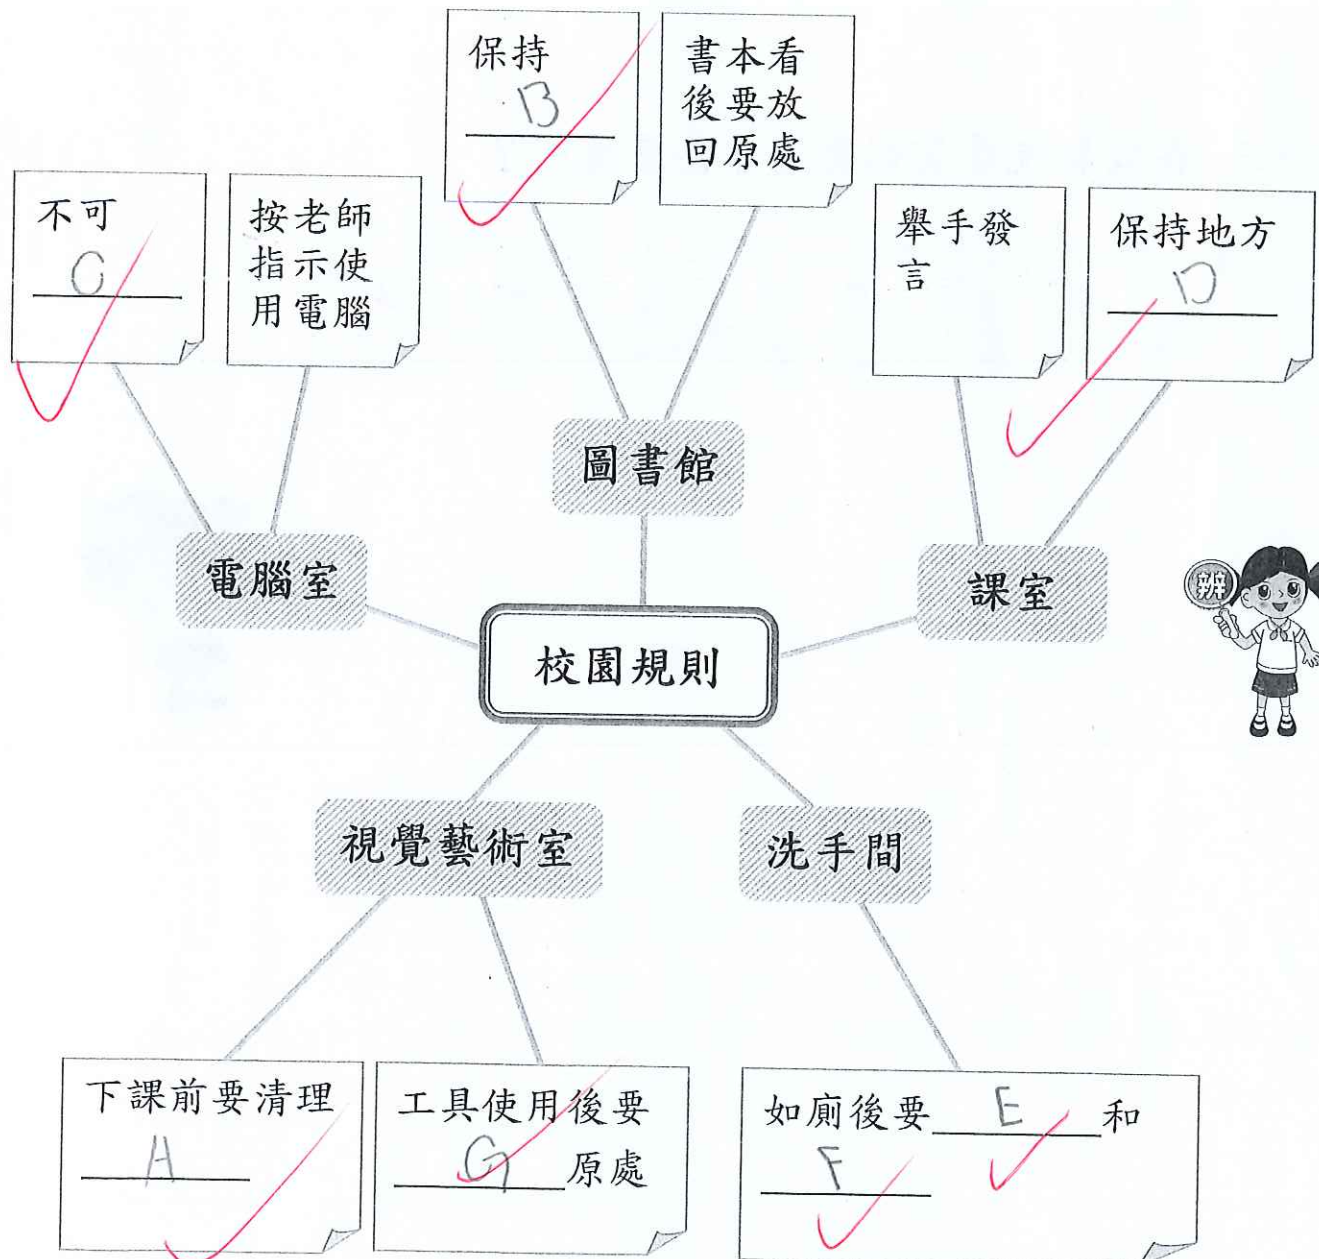 保持
B
書本看
後要放
回原處
不可
C
按老師
指示使
用電腦
舉手發
言
保持地方
D
圖書館
電腦室
課室
辨
校園規則
視覺藝術室
洗手間
下課前要清理
A
工具使用後要
G 原處
如廁後要 E 和
F